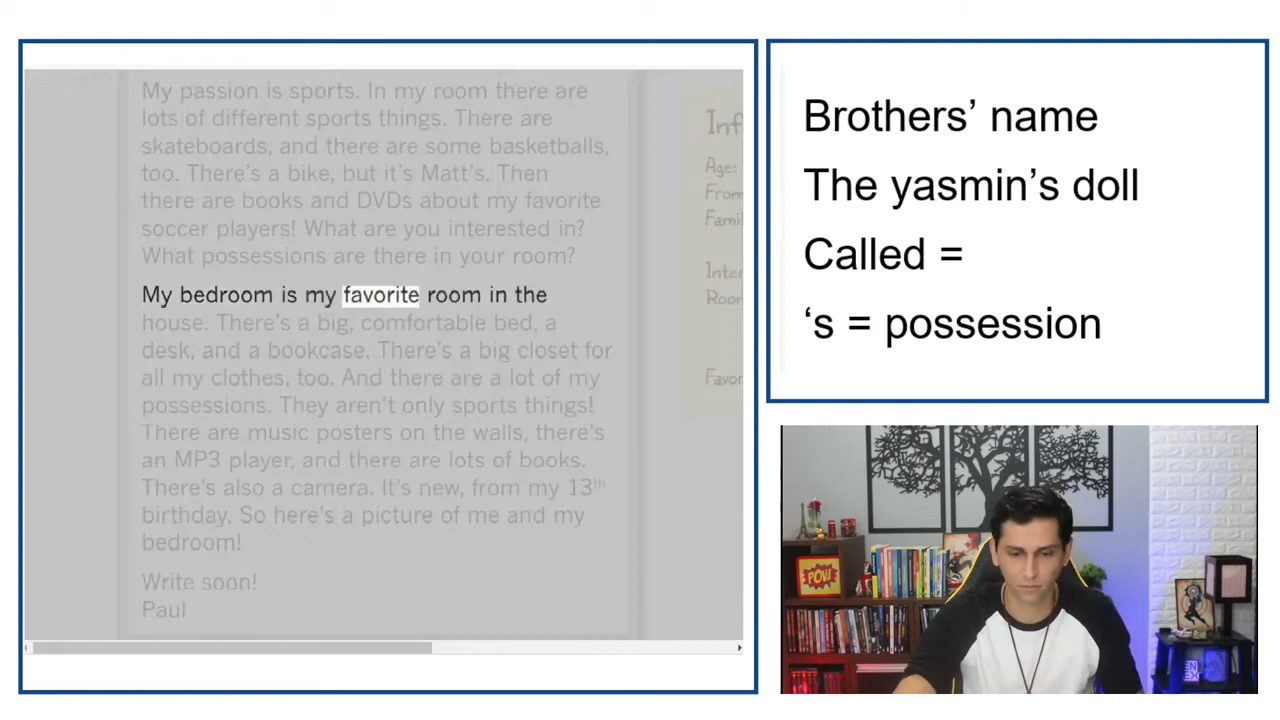 My passion is sports. In my room there are
lots of different sports things. There are
skateboards, and there are some basketballs,
too. There's a bike, but it's Matt's. Then
there are books and DVDs about my favorite
soccer players! What are you interested in?
What possessions are there in your room?
My bedroom is my favorite room in the
house. There's a big, comfortable bed, a
desk, and a bookcase. There's a big closet for
all my clothes, too. And there are a lot of my
possessions. They aren't only sports things!
There are music posters on the walls, there's
an MP3 player, and there are lots of books.
There's also a camera. It's new, from my 13th
birthday. So here's a picture of me and my
bedroom!
Write soon!
Paul
Inf
Age:
From
Famil
Inter
Room
Favor
Brothers’ name
The yasmin’s doll
Called =
‘s = possession
POW